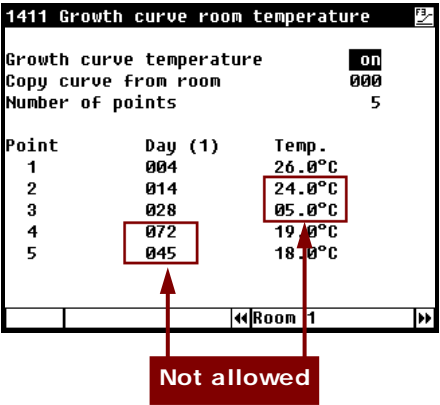 1411 Growth curve room temperature F3
Growth curve temperature on
Copy curve from room 000
Number of points 5
Point Day (1) Temp.
1 004 26.0°C
2 014 24.0°C
3 028 05.0°C
4 072 19.0°C
5 045 18.0°C
Room 1
Not allowed